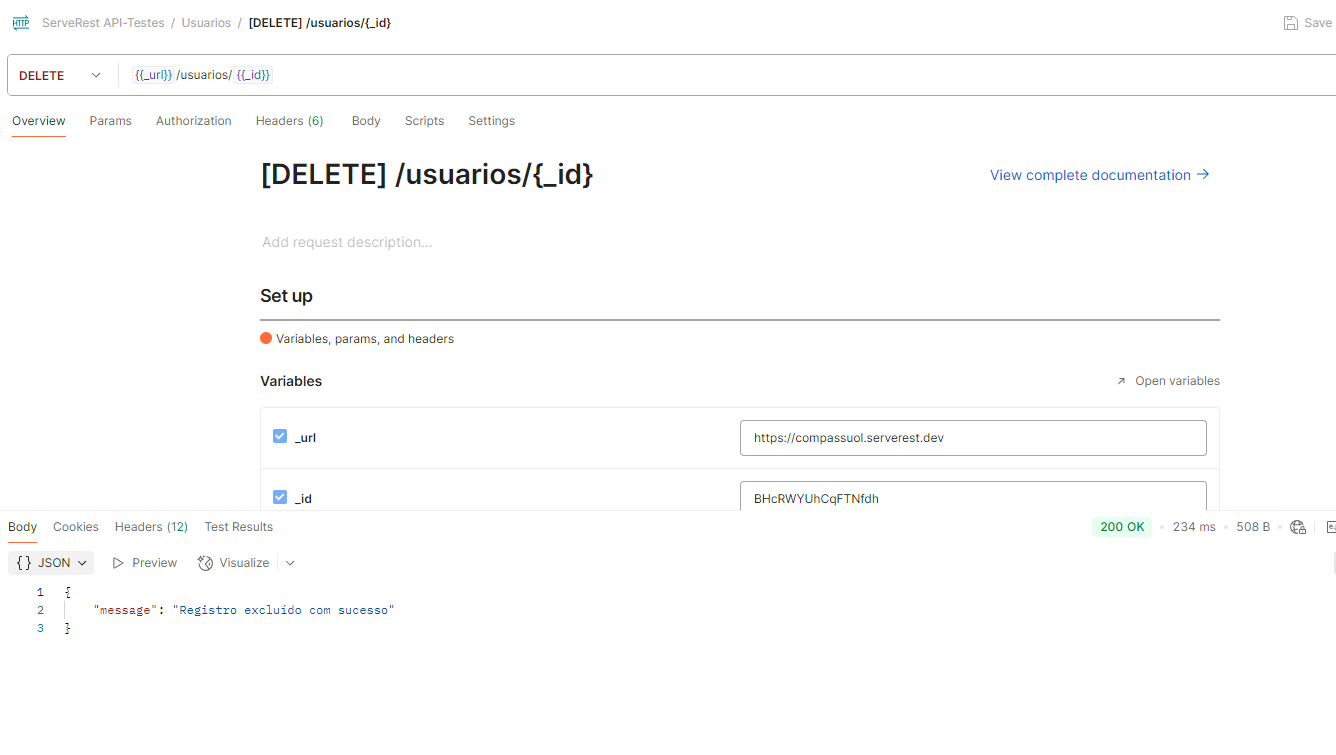 HTTP ServeRest API-Testes / Usuarios / [DELETE] /usuarios/{_id} Save
DELETE {{_url}} /usuarios/ {{_id}}
Overview Params Authorization Headers (6) Body Scripts Settings
[DELETE] /usuarios/{_id} View complete documentation →
Add request description...
Set up
Variables, params, and headers
Variables Open variables
_url https://compassuol.serverest.dev
_id BHcRWYUhCqFTNfdh
Body Cookies Headers (12) Test Results 200 OK • 234 ms • 508 B •
{} JSON Preview Visualize
1 {
2 "message": "Registro excluído com sucesso"
3 }